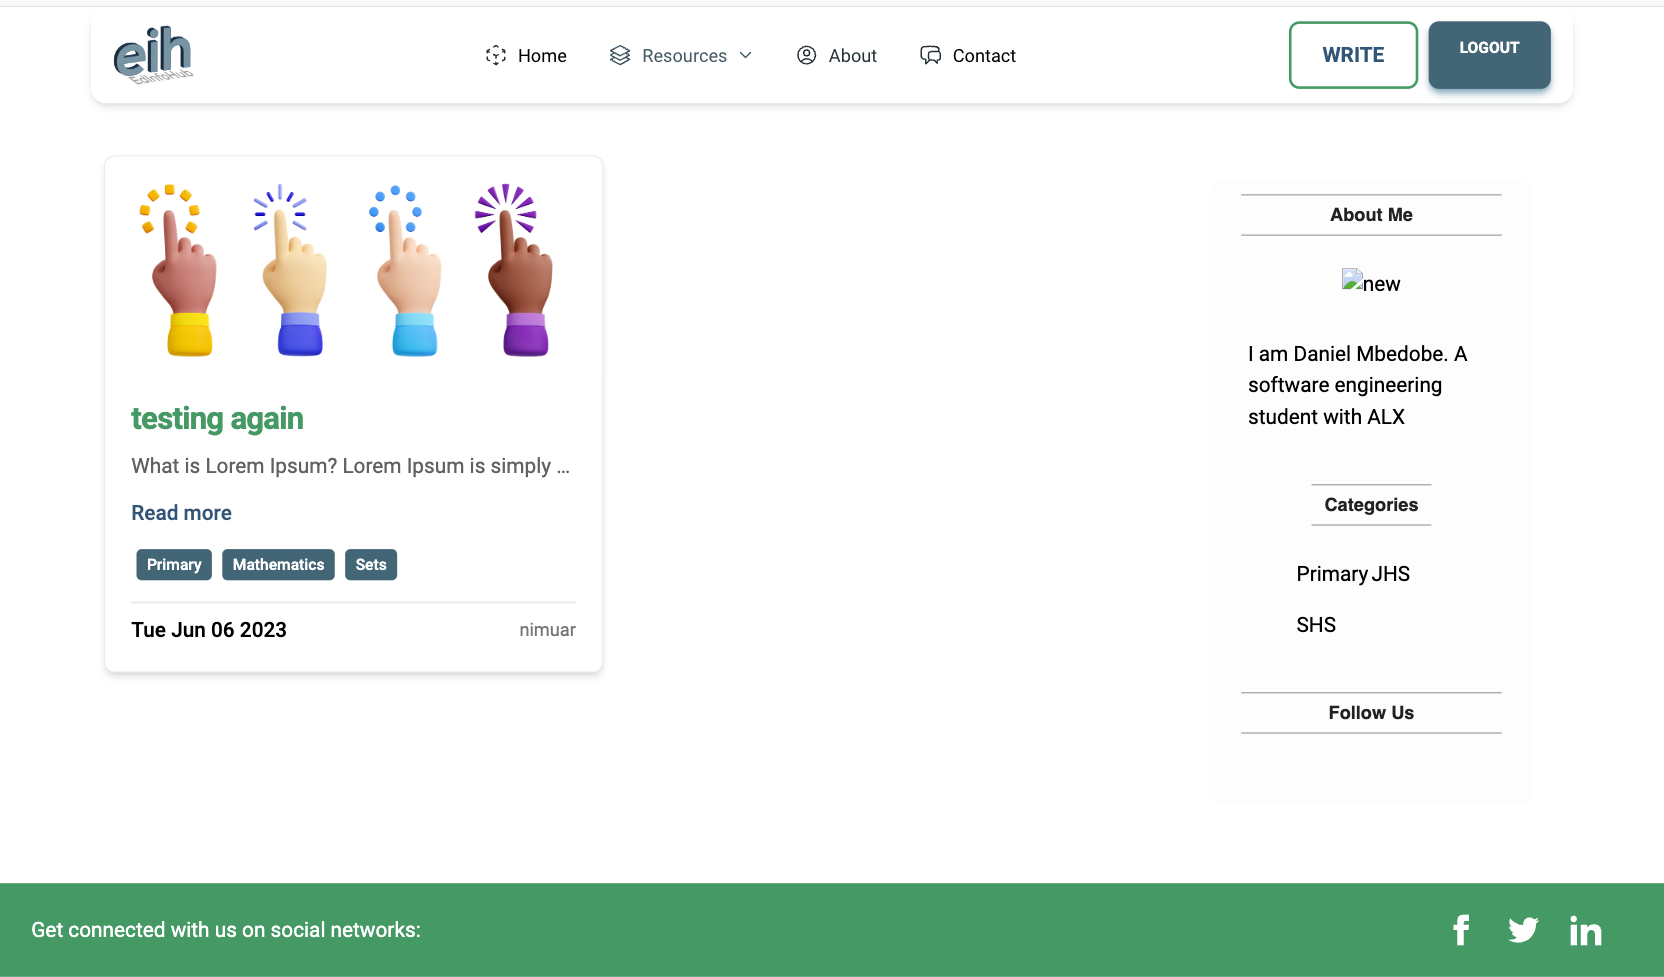 eih
EdInfoHub
Home
Resources
About
Contact
WRITE
LOGOUT
testing again
What is Lorem Ipsum? Lorem Ipsum is simply ...
Read more
Primary
Mathematics
Sets
Tue Jun 06 2023
nimuar
About Me
new
I am Daniel Mbedobe. A
software engineering
student with ALX
Categories
Primary JHS
SHS
Follow Us
Get connected with us on social networks: